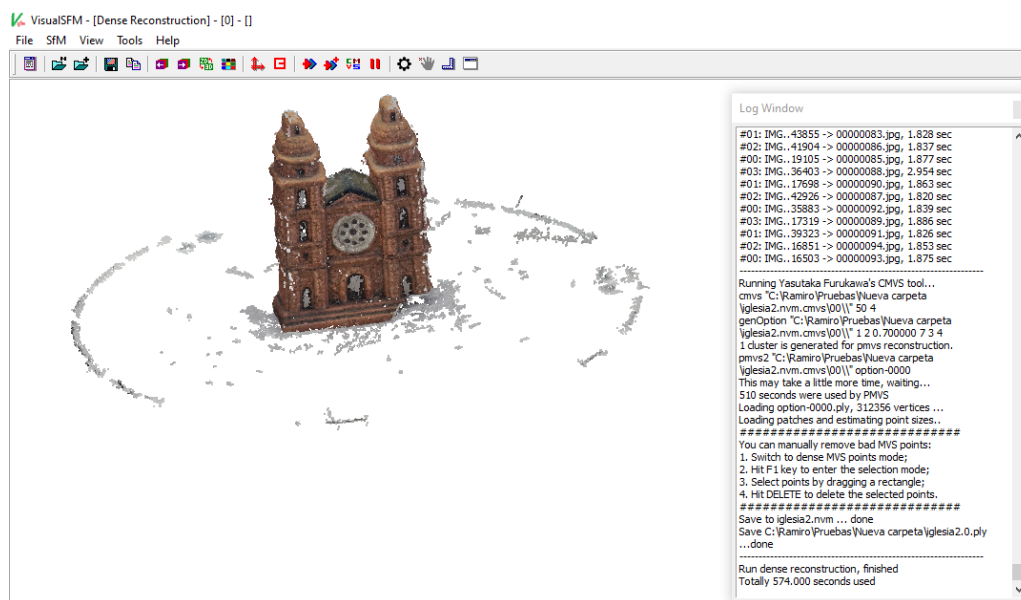 VisualSFM - [Dense Reconstruction] - [0] - []
File SfM View Tools Help
Log Window
#01: IMG..43855 -> 00000083.jpg, 1.828 sec
#02: IMG..41904 -> 00000086.jpg, 1.837 sec
#00: IMG..19105 -> 00000085.jpg, 1.877 sec
#03: IMG..36403 -> 00000088.jpg, 2.954 sec
#01: IMG..17698 -> 00000090.jpg, 1.863 sec
#02: IMG..42926 -> 00000087.jpg, 1.820 sec
#00: IMG..35883 -> 00000092.jpg, 1.839 sec
#03: IMG..17319 -> 00000089.jpg, 1.886 sec
#01: IMG..39323 -> 00000091.jpg, 1.826 sec
#02: IMG..16851 -> 00000094.jpg, 1.853 sec
#00: IMG..16503 -> 00000093.jpg, 1.875 sec
----------------------------------------------------------------
Running Yasutaka Furukawa's CMVS tool...
cmvs "C:\Ramiro\Pruebas\Nueva carpeta
\iglesia2.nvm.cmvs\00\\" 50 4
genOption "C:\Ramiro\Pruebas\Nueva carpeta
\iglesia2.nvm.cmvs\00\\" 1 2 0.700000 7 3 4
1 cluster is generated for pmvs reconstruction.
pmvs2 "C:\Ramiro\Pruebas\Nueva carpeta
\iglesia2.nvm.cmvs\00\\" option-0000
This may take a little more time, waiting...
510 seconds were used by PMVS
Loading option-0000.ply, 312356 vertices ...
Loading patches and estimating point sizes..
#############################
You can manually remove bad MVS points:
1. Switch to dense MVS points mode;
2. Hit F1 key to enter the selection mode;
3. Select points by dragging a rectangle;
4. Hit DELETE to delete the selected points.
#############################
Save to iglesia2.nvm ... done
Save C:\Ramiro\Pruebas\Nueva carpeta\iglesia2.0.ply
...done
----------------------------------------------------------------
Run dense reconstruction, finished
Totally 574.000 seconds used